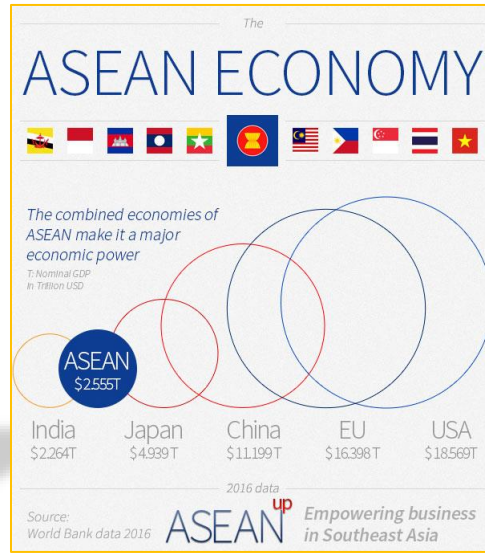 The
ASEAN ECONOMY
The combined economies of
ASEAN make it a major
economic power
T: Nominal GDP
In Trillion USD
ASEAN
$2.555T
India
$2.264T
Japan
$4.939T
China
$11.199T
EU
$16.398T
USA
$18.569T
2016 data
Source:
World Bank data 2016
ASEAN up
Empowering business
in Southeast Asia